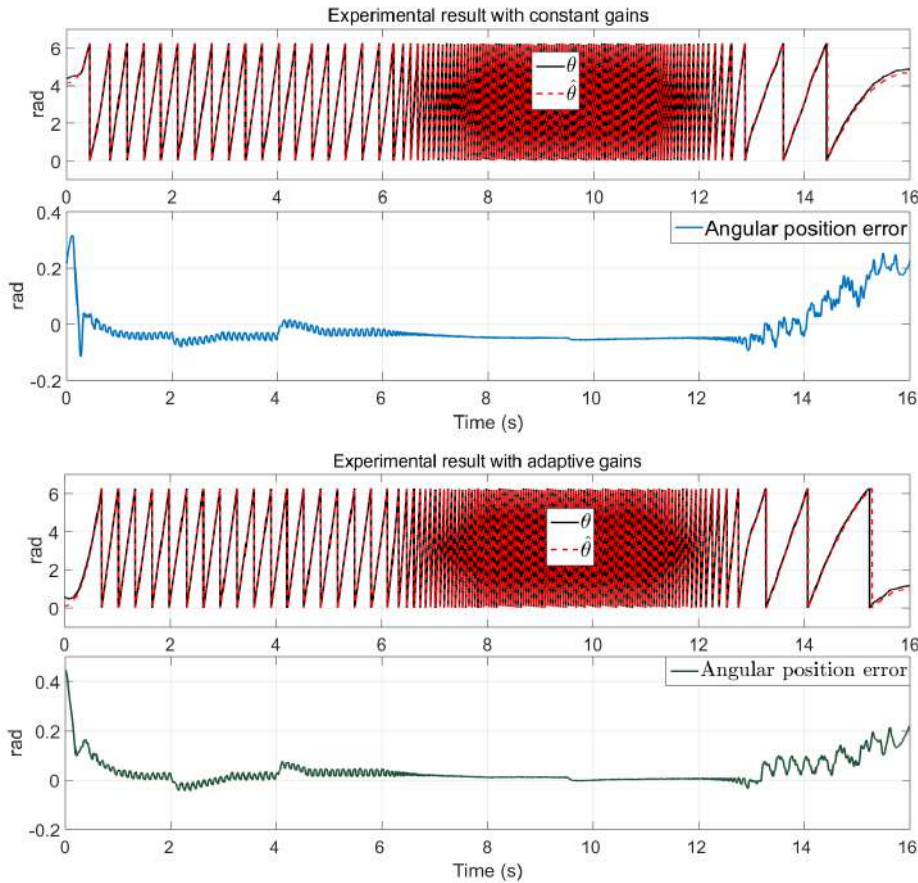 Experimental result with constant gains
6
4
2
0
rad
θ
θ̂
0 2 4 6 8 10 12 14 16
0.4
0.2
0
-0.2
rad
Angular position error
0 2 4 6 8 10 12 14 16
Time (s)
Experimental result with adaptive gains
6
4
2
0
rad
θ
θ̂
0 2 4 6 8 10 12 14 16
0.4
0.2
0
-0.2
rad
Angular position error
0 2 4 6 8 10 12 14 16
Time (s)